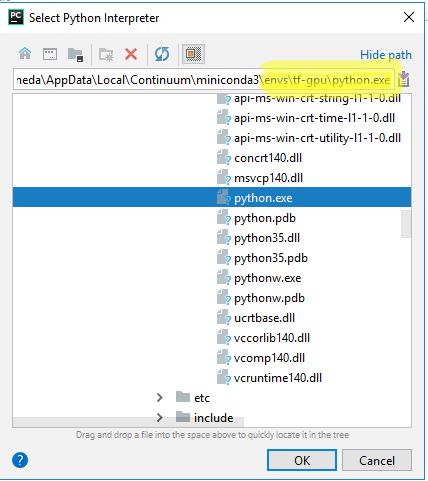 PC
Select Python Interpreter
Hide path
neda\AppData\Local\Continuum\miniconda3\envs\tf-gpu\python.exe
api-ms-win-crt-string-l1-1-0.dll
api-ms-win-crt-time-l1-1-0.dll
api-ms-win-crt-utility-l1-1-0.dll
concrt140.dll
msvcp140.dll
python.exe
python.pdb
python35.dll
python35.pdb
pythonw.exe
pythonw.pdb
ucrtbase.dll
vccorlib140.dll
vcomp140.dll
vcruntime140.dll
etc
include
Drag and drop a file into the space above to quickly locate it in the tree
?
OK
Cancel